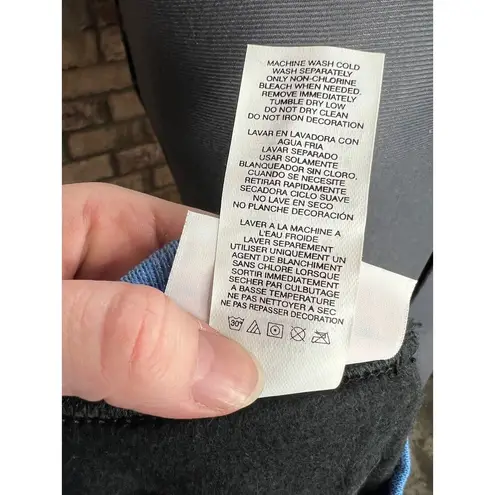 MACHINE WASH COLD
WASH SEPARATELY
ONLY NON-CHLORINE
BLEACH WHEN NEEDED.
REMOVE IMMEDIATELY
TUMBLE DRY LOW
DO NOT DRY CLEAN
DO NOT IRON DECORATION
LAVAR EN LAVADORA CON
AGUA FRIA
LAVAR SEPARADO
USAR SOLAMENTE
BLANQUEADOR SIN CLORO.
CUANDO SE NECESITE
RETIRAR RAPIDAMENTE
SECADORA CICLO SUAVE
NO LAVE EN SECO
NO PLANCHE DECORACIÓN
LAVER A LA MACHINE A
L'EAU FROIDE
LAVER SEPAREMENT
UTILISER UNIQUEMENT UN
AGENT DE BLANCHIMENT
SANS CHLORE LORSQUE
SORTIR IMMEDIATEMENT
SECHER PAR CULBUTAGE
A BASSE TEMPERATURE
NE PAS NETTOYER A SEC
NE PAS REPASSER DECORATION
30°